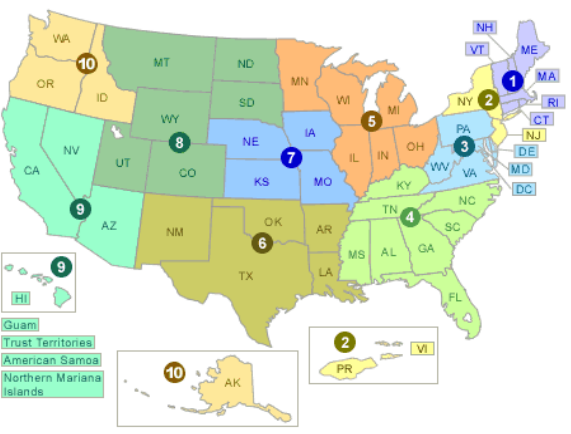 NH
VT
ME
WA
MT
ND
MN
OR
ID
10
WI
MI
NY
2
1
MA
RI
CT
SD
WY
5
PA
NJ
NV
UT
8
CO
NE
IA
7
KS
MO
IL
IN
OH
3
WV
VA
DE
MD
DC
CA
9
AZ
NM
OK
6
AR
TX
LA
KY
TN
4
NC
SC
MS
AL
GA
FL
9
HI
Guam
Trust Territories
American Samoa
Northern Mariana
Islands
10
AK
2
VI
PR